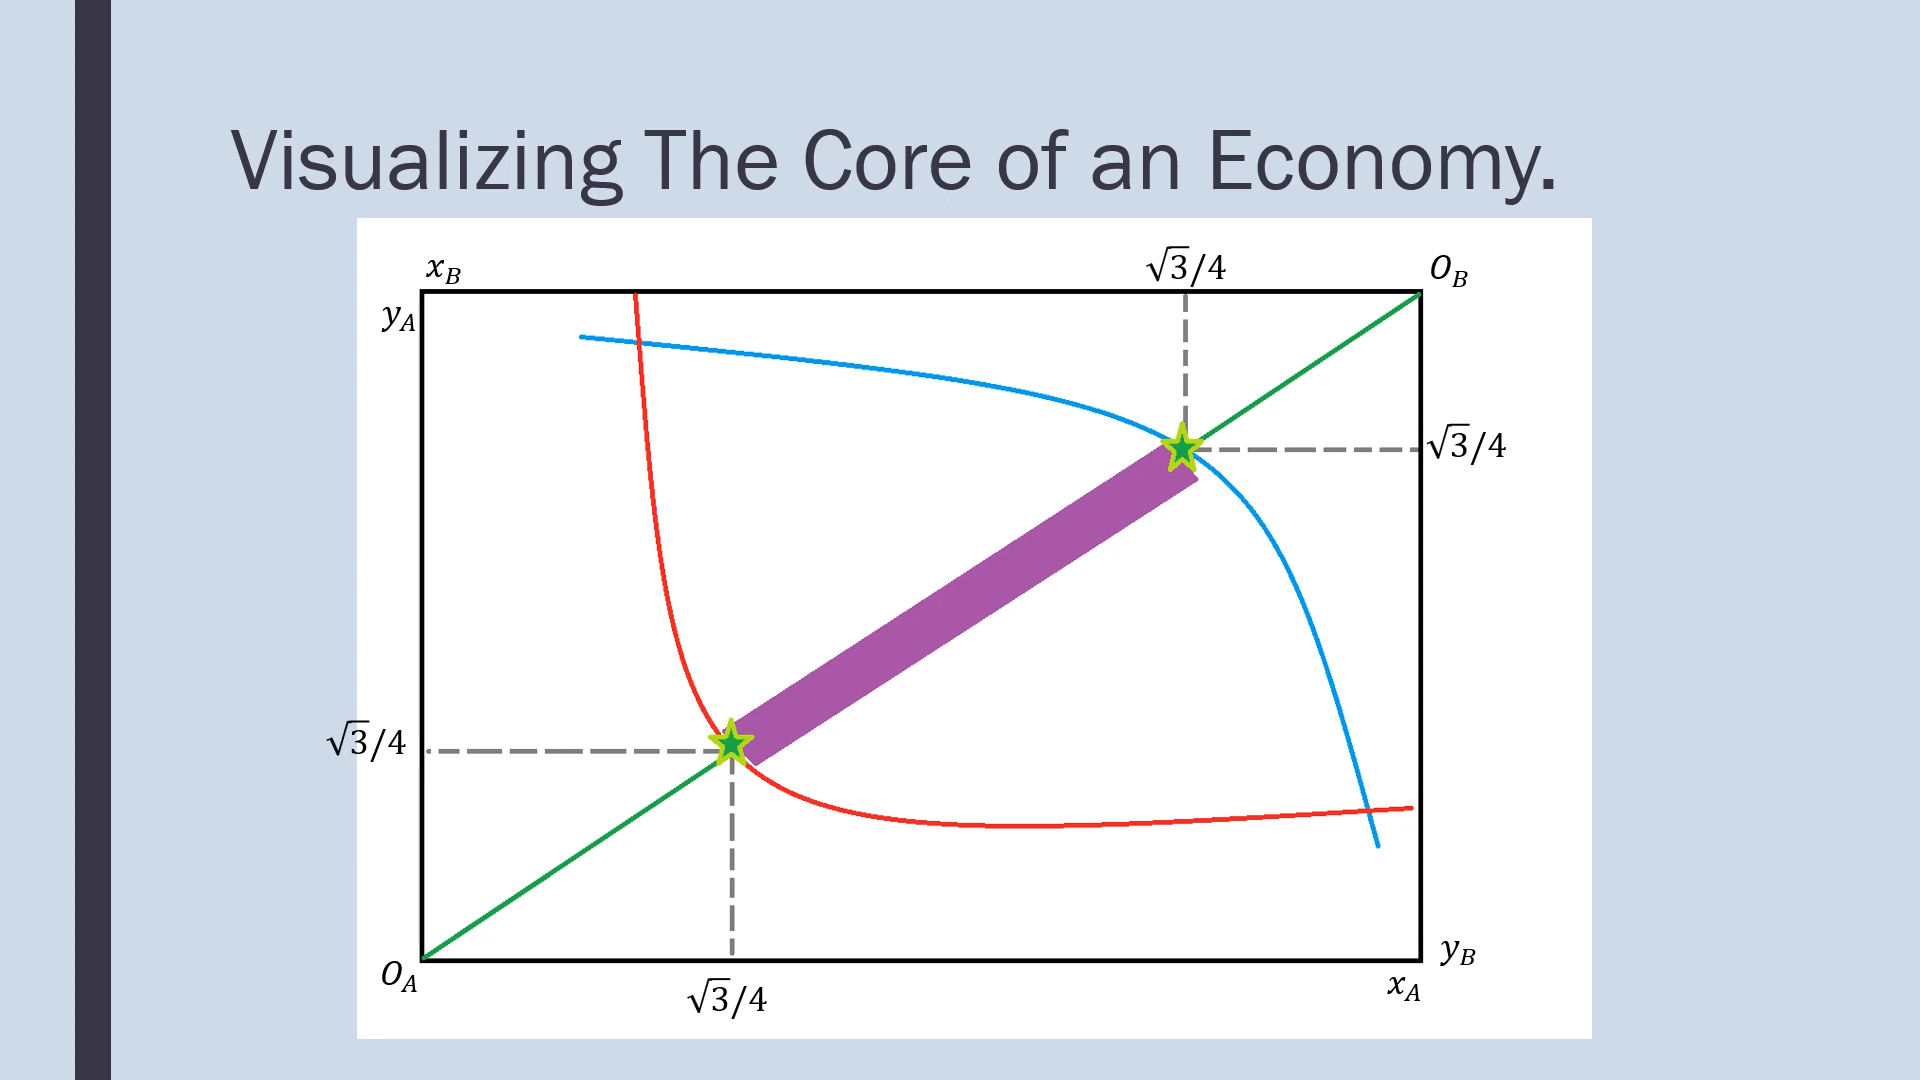 Visualizing The Core of an Economy.
x_B
√3/4
O_B
y_A
√3/4
√3/4
O_A
y_B
√3/4
x_A